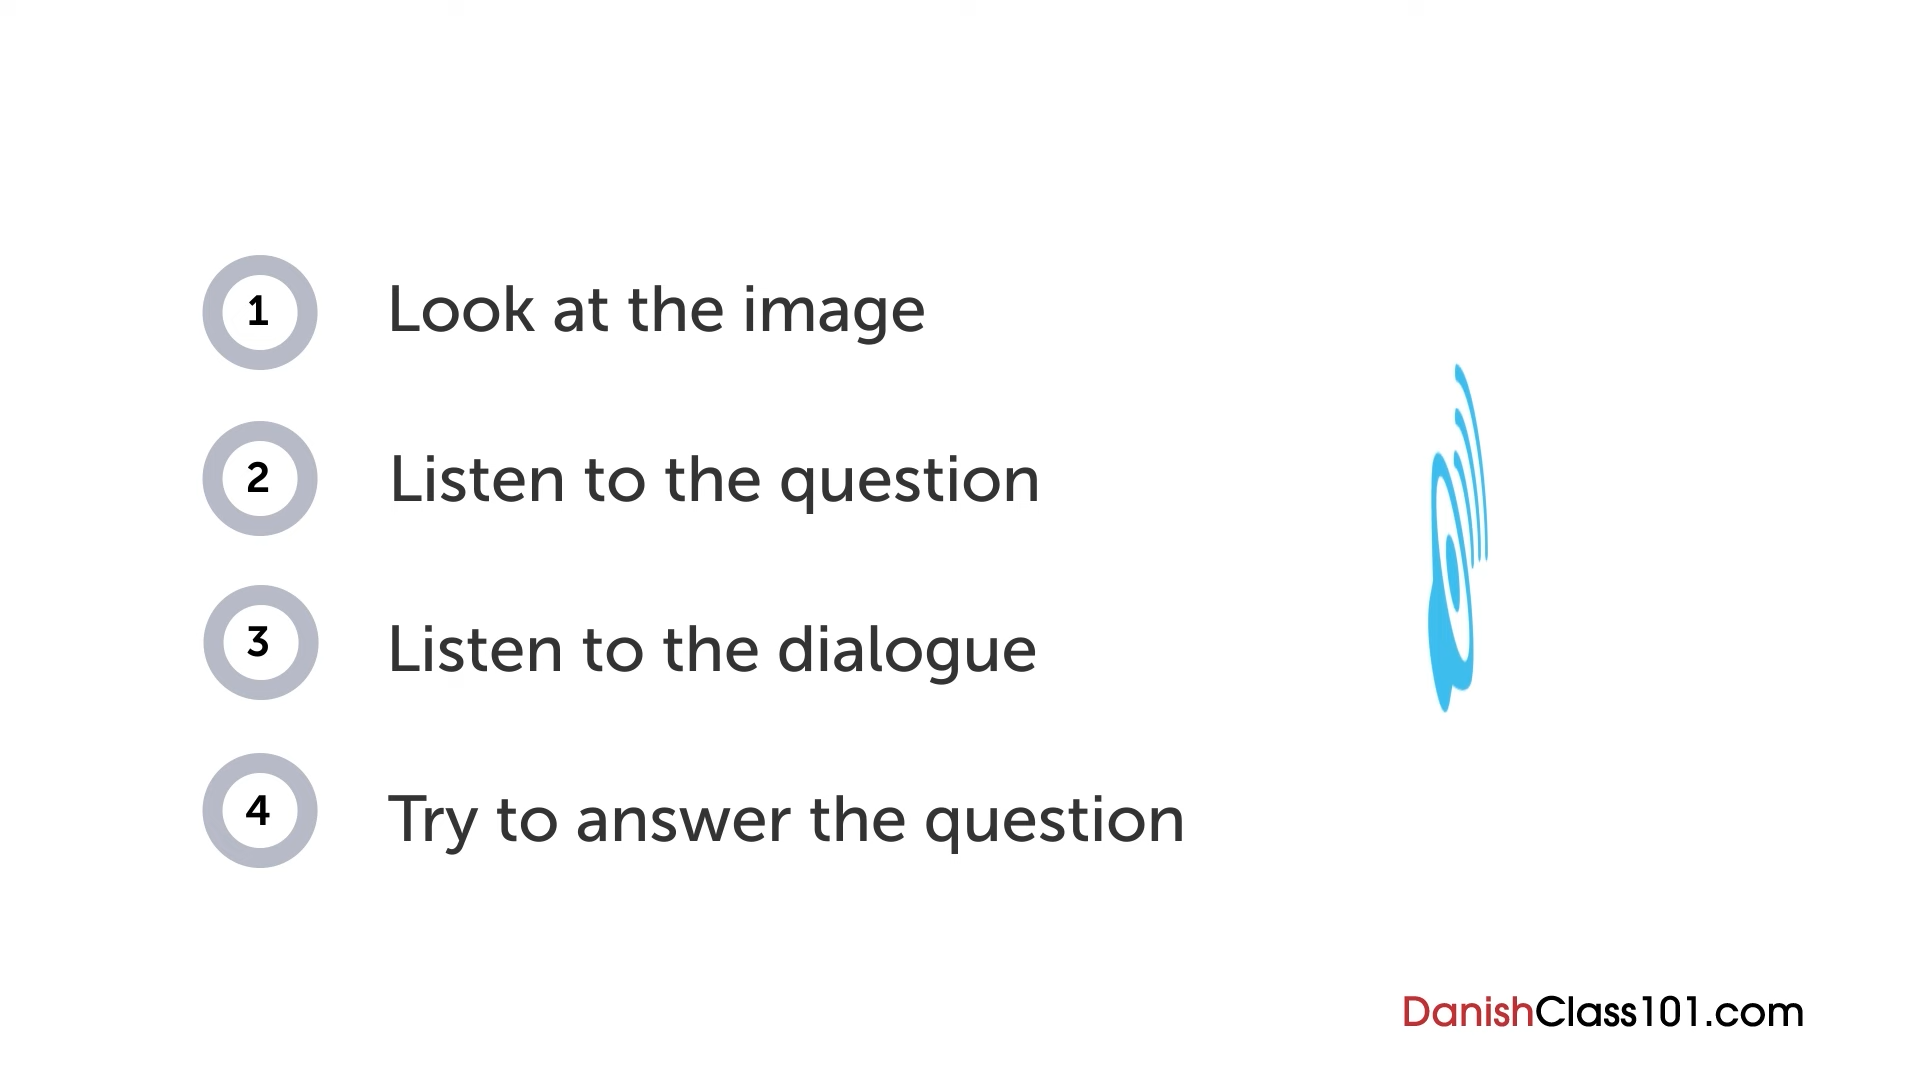 1 Look at the image
2 Listen to the question
3 Listen to the dialogue
4 Try to answer the question
DanishClass101.com